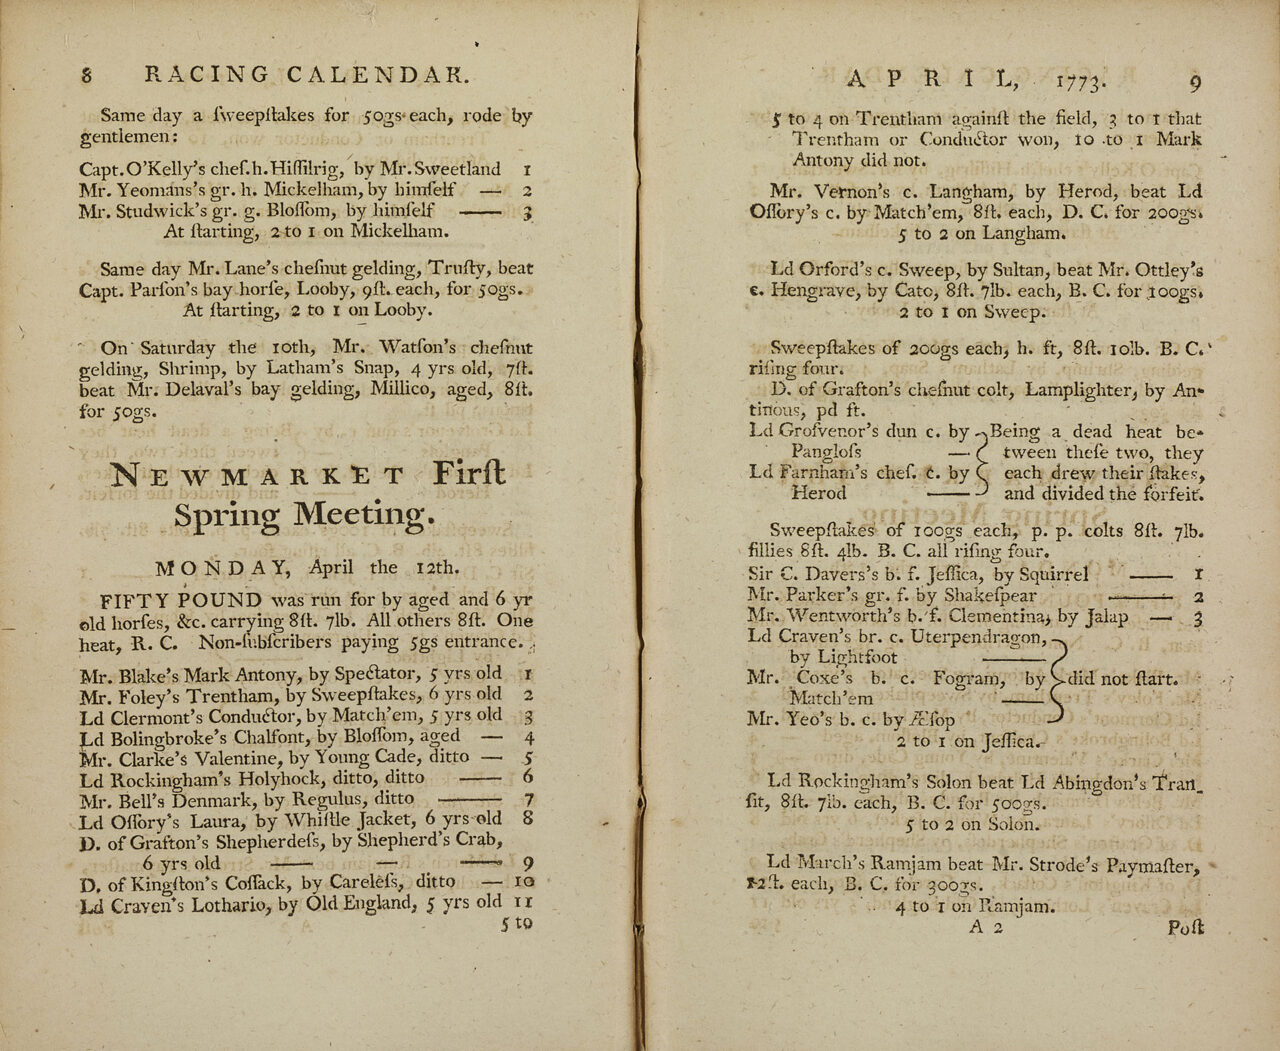 8 RACING CALENDAR.
Same day a ſweepſtakes for 50gs each, rode by
gentlemen:
Capt. O'Kelly's cheſ. h. Hiſſilrig, by Mr. Sweetland 1
Mr. Yeomans's gr. h. Mickelham, by himſelf — 2
Mr. Studwick's gr. g. Bloſſom, by himſelf —— 3
At ſtarting, 2 to 1 on Mickelham.
Same day Mr. Lane's cheſnut gelding, Truſty, beat
Capt. Parſon's bay horſe, Looby, 9ſt. each, for 50gs.
At ſtarting, 2 to 1 on Looby.
On Saturday the 10th, Mr. Watſon's cheſnut
gelding, Shrimp, by Latham's Snap, 4 yrs old, 7ſt.
beat Mr. Delaval's bay gelding, Millico, aged, 8ſt.
for 50gs.
NEWMARKET Firſt
Spring Meeting.
MONDAY, April the 12th.
FIFTY POUND was run for by aged and 6 yr
old horſes, &c. carrying 8ſt. 7lb. All others 8ſt. One
heat, R. C. Non-ſubſcribers paying 5gs entrance.
Mr. Blake's Mark Antony, by Spectator, 5 yrs old 1
Mr. Foley's Trentham, by Sweepſtakes, 6 yrs old 2
Ld Clermont's Conductor, by Match'em, 5 yrs old 3
Ld Bolingbroke's Chalfont, by Bloſſom, aged — 4
Mr. Clarke's Valentine, by Young Cade, ditto — 5
Ld Rockingham's Holyhock, ditto, ditto —— 6
Mr. Bell's Denmark, by Regulus, ditto —— 7
Ld Oſſory's Laura, by Whiſtle Jacket, 6 yrs old 8
D. of Grafton's Shepherdeſs, by Shepherd's Crab,
6 yrs old —— — —— 9
D. of Kingſton's Coſſack, by Careleſs, ditto — 10
Ld Craven's Lothario, by Old England, 5 yrs old 11
5 to
APRIL, 1773. 9
5 to 4 on Trentham againſt the field, 3 to 1 that
Trentham or Conductor won, 10 to 1 Mark
Antony did not.
Mr. Vernon's c. Langham, by Herod, beat Ld
Oſſory's c. by Match'em, 8ſt. each, D. C. for 200gs.
5 to 2 on Langham.
Ld Orford's c. Sweep, by Sultan, beat Mr. Ottley's
c. Hengrave, by Cato, 8ſt. 7lb. each, B. C. for 100gs.
2 to 1 on Sweep.
Sweepſtakes of 200gs each, h. ft, 8ſt. 10lb. B. C.
riſing four.
D. of Grafton's cheſnut colt, Lamplighter, by An-
tinous, pd ft.
Ld Groſvenor's dun c. by Being a dead heat be-
Panglofs — tween theſe two, they
Ld Farnham's cheſ. c. by each drew their ſtakes,
Herod —— and divided the forfeit.
Sweepſtakes of 100gs each, p. p. colts 8ſt. 7lb.
fillies 8ſt. 4lb. B. C. all riſing four.
Sir C. Davers's b. f. Jeſſica, by Squirrel —— 1
Mr. Parker's gr. f. by Shakeſpear —— 2
Mr. Wentworth's b. f. Clementina, by Jalap — 3
Ld Craven's br. c. Uterpendragon,
by Lightfoot ——
Mr. Coxe's b. c. Fogram, by did not ſtart.
Match'em ——
Mr. Yeo's b. c. by Æſop
2 to 1 on Jeſſica.
Ld Rockingham's Solon beat Ld Abingdon's Tran-
ſit, 8ſt. 7lb. each, B. C. for 500gs.
5 to 2 on Solon.
Ld March's Ramjam beat Mr. Strode's Paymaſter,
12ſt. each, B. C. for 300gs.
4 to 1 on Ramjam.
A 2 Poſt